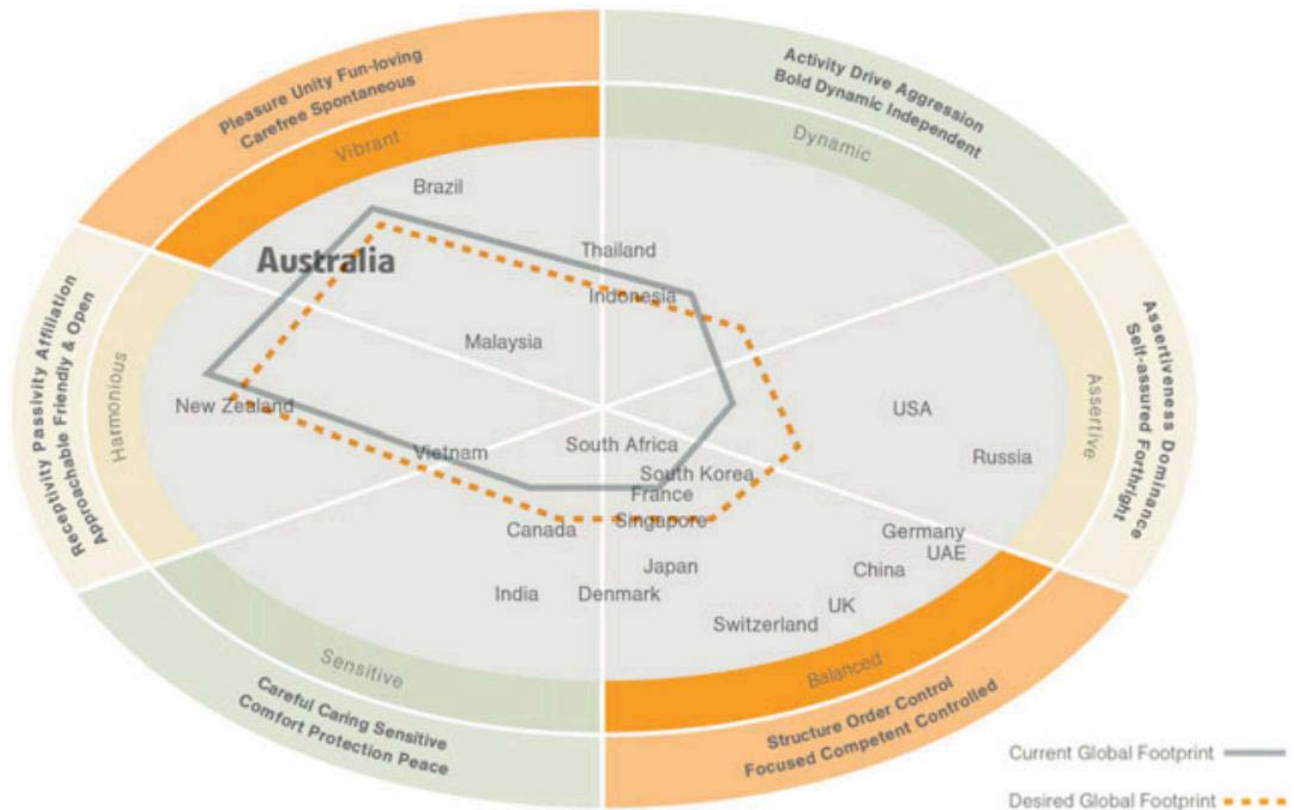 Pleasure Unity Fun-loving
Carefree Spontaneous
Vibrant
Activity Drive Aggression
Bold Dynamic Independent
Dynamic
Brazil
Thailand
Australia
Indonesia
Malaysia
Receptivity Passivity Affiliation
Approachable Friendly & Open
Harmonious
New Zealand
USA
Assertive
Assertiveness Dominance
Self-assured Forthright
South Africa
Vietnam
Russia
South Korea
France
Singapore
Canada
Germany
UAE
Japan
China
India
Denmark
UK
Switzerland
Sensitive
Careful Caring Sensitive
Comfort Protection Peace
Balanced
Structure Order Control
Focused Competent Controlled
Current Global Footprint
Desired Global Footprint